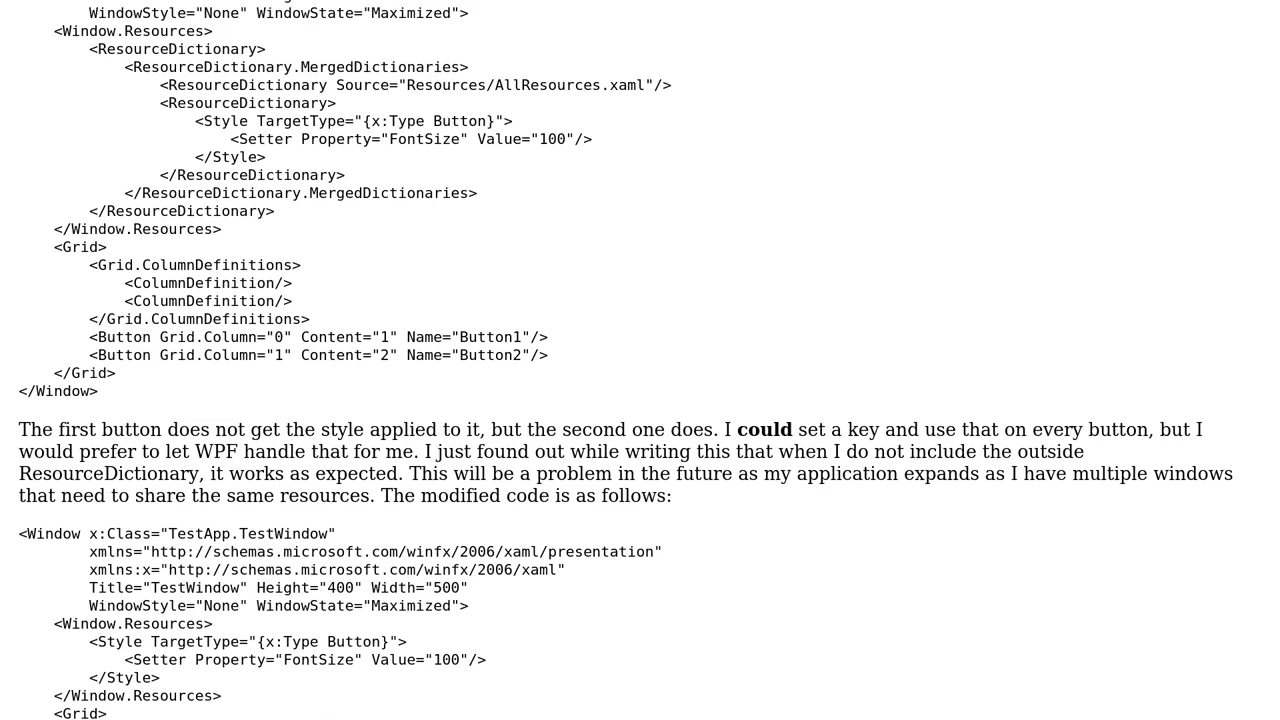 WindowStyle="None" WindowState="Maximized">
    <Window.Resources>
        <ResourceDictionary>
            <ResourceDictionary.MergedDictionaries>
                <ResourceDictionary Source="Resources/AllResources.xaml"/>
                <ResourceDictionary>
                    <Style TargetType="{x:Type Button}">
                        <Setter Property="FontSize" Value="100"/>
                    </Style>
                </ResourceDictionary>
            </ResourceDictionary.MergedDictionaries>
        </ResourceDictionary>
    </Window.Resources>
    <Grid>
        <Grid.ColumnDefinitions>
            <ColumnDefinition/>
            <ColumnDefinition/>
        </Grid.ColumnDefinitions>
        <Button Grid.Column="0" Content="1" Name="Button1"/>
        <Button Grid.Column="1" Content="2" Name="Button2"/>
    </Grid>
</Window>
The first button does not get the style applied to it, but the second one does. I could set a key and use that on every button, but I
would prefer to let WPF handle that for me. I just found out while writing this that when I do not include the outside
ResourceDictionary, it works as expected. This will be a problem in the future as my application expands as I have multiple windows
that need to share the same resources. The modified code is as follows:
<Window x:Class="TestApp.TestWindow"
        xmlns="http://schemas.microsoft.com/winfx/2006/xaml/presentation"
        xmlns:x="http://schemas.microsoft.com/winfx/2006/xaml"
        Title="TestWindow" Height="400" Width="500"
        WindowStyle="None" WindowState="Maximized">
    <Window.Resources>
        <Style TargetType="{x:Type Button}">
            <Setter Property="FontSize" Value="100"/>
        </Style>
    </Window.Resources>
    <Grid>